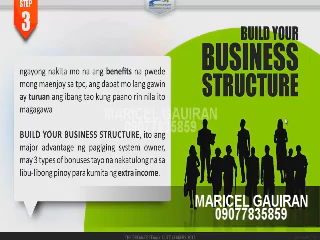 STEP
3
BUILD YOUR
BUSINESS
STRUCTURE
ngayong nakita mo na ang benefits na pwede
mong maenjoy sa tpc, ang dapat mo lang gawin
ay turuan ang ibang tao kung paano rin nila ito
magagawa
BUILD YOUR BUSINESS STRUCTURE, ito ang
major advantage ng pagiging system owner,
may 3 types of bonuses tayo na nakatulong na sa
libu-libong pinoy para kumita ng extra income.
MARICEL GAUIRAN
09077835859
MARICEL GAUIRAN
09077835859